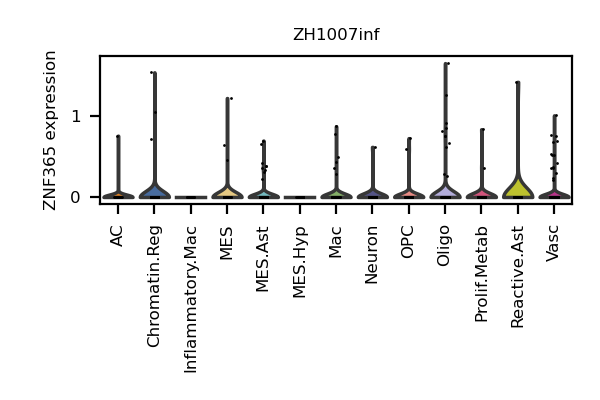 ZH1007inf
ZNF365 expression
1
0
AC
Chromatin.Reg
Inflammatory.Mac
MES
MES.Ast
MES.Hyp
Mac
Neuron
OPC
Oligo
Prolif.Metab
Reactive.Ast
Vasc